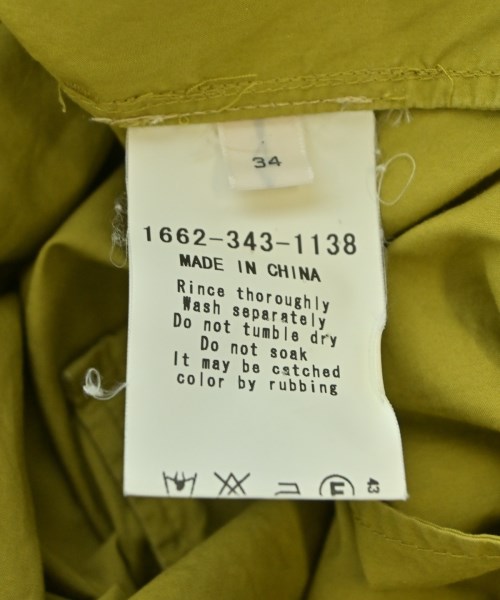 34
1662-343-1138
MADE IN CHINA
Rince thoroughly
Wash separately
Do not tumble dry
Do not soak
It may be catched
color by rubbing
43